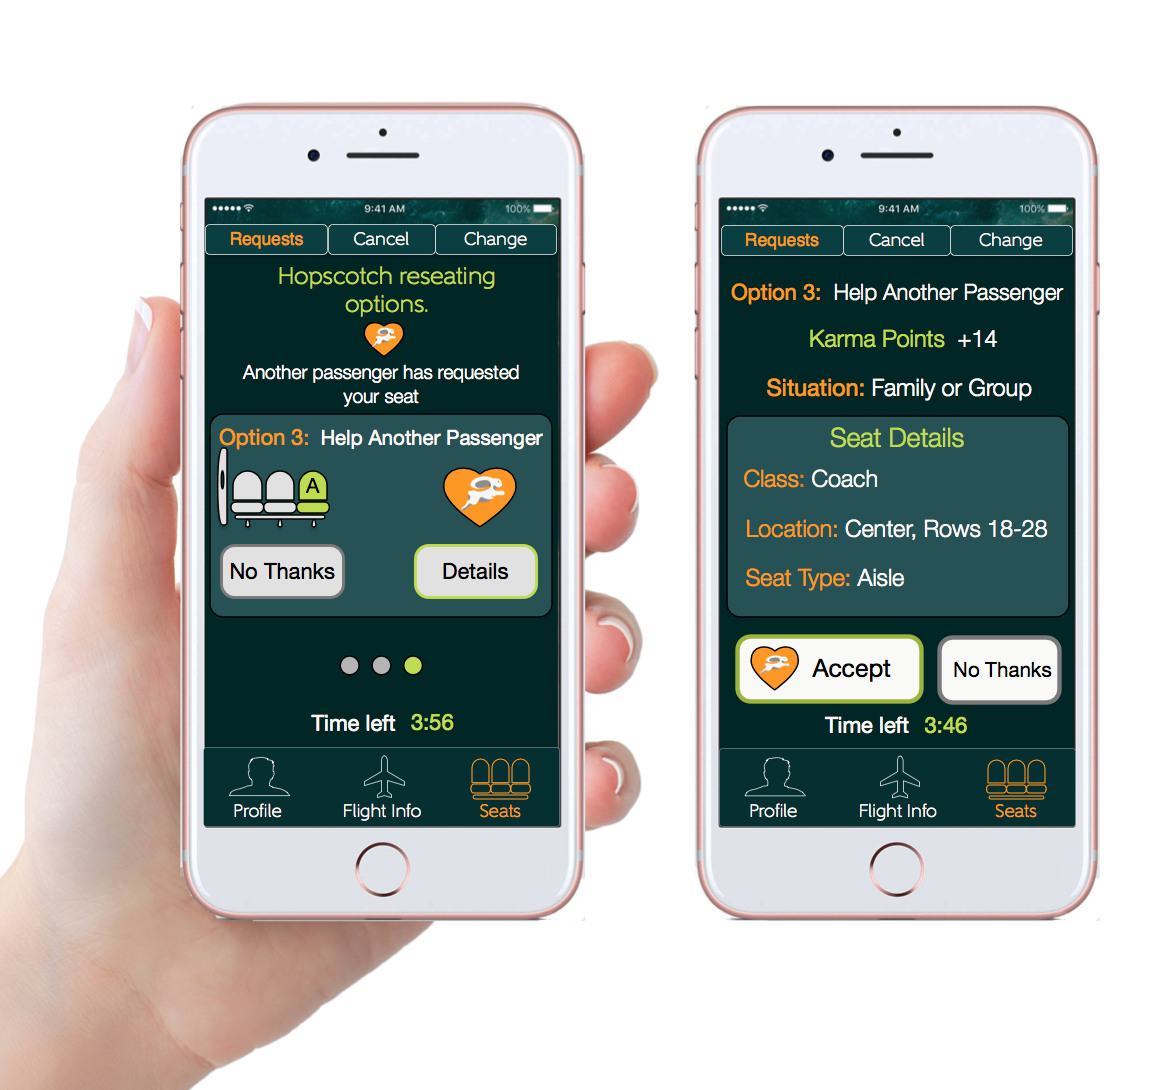 9:41 AM
100%
Requests
Cancel
Change
Hopscotch reseating
options.
Another passenger has requested
your seat
Option 3: Help Another Passenger
A
No Thanks
Details
Time left 3:56
Profile
Flight Info
Seats
9:41 AM
100%
Requests
Cancel
Change
Option 3: Help Another Passenger
Karma Points +14
Situation: Family or Group
Seat Details
Class: Coach
Location: Center, Rows 18-28
Seat Type: Aisle
Accept
No Thanks
Time left 3:46
Profile
Flight Info
Seats